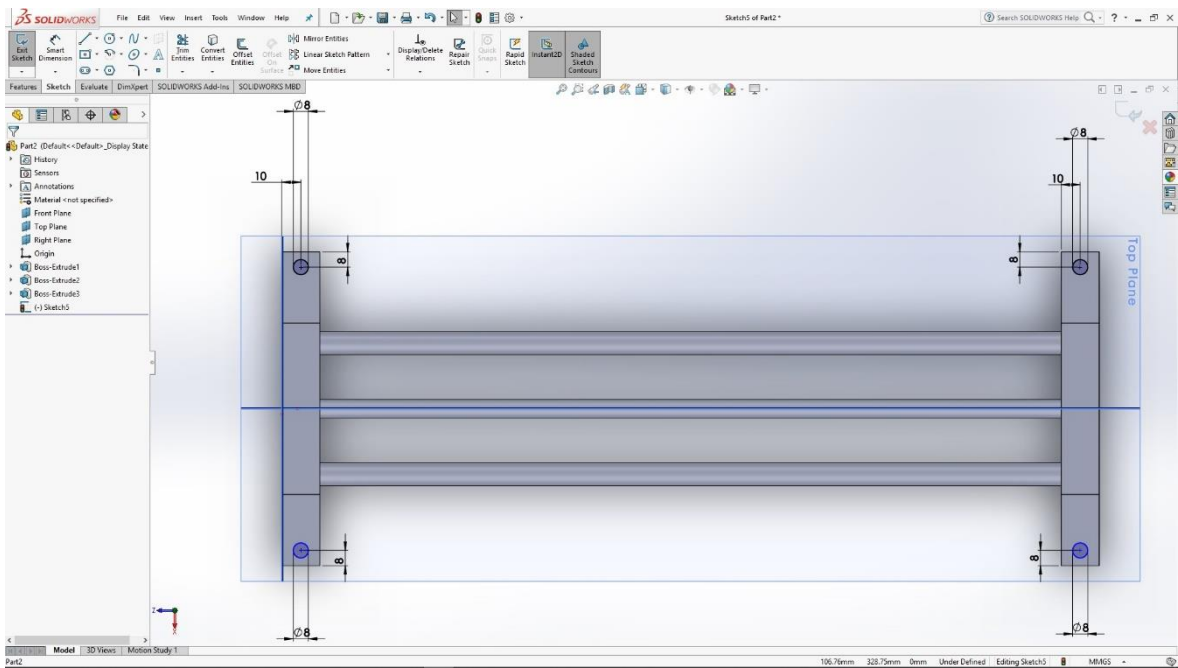 SOLIDWORKS File Edit View Insert Tools Window Help Sketch5 of Part2 * Search SOLIDWORKS Help
Exit Sketch
Smart Dimension
Trim Entities
Convert Entities
Offset Entities
Offset On Surface
Mirror Entities
Linear Sketch Pattern
Move Entities
Display/Delete Relations
Repair Sketch
Quick Snaps
Rapid Sketch
Instant2D
Shaded Sketch Contours
Features Sketch Evaluate DimXpert SOLIDWORKS Add-Ins SOLIDWORKS MBD
Part2 (Default<<Default>_Display State
History
Sensors
Annotations
Material <not specified>
Front Plane
Top Plane
Right Plane
Origin
Boss-Extrude1
Boss-Extrude2
Boss-Extrude3
(-) Sketch5
Ø8
Ø8
10
10
8
8
Top Plane
8
8
Ø8
Ø8
Z
X
Model 3D Views Motion Study 1
Part2 106.76mm 328.75mm 0mm Under Defined Editing Sketch5 MMGS